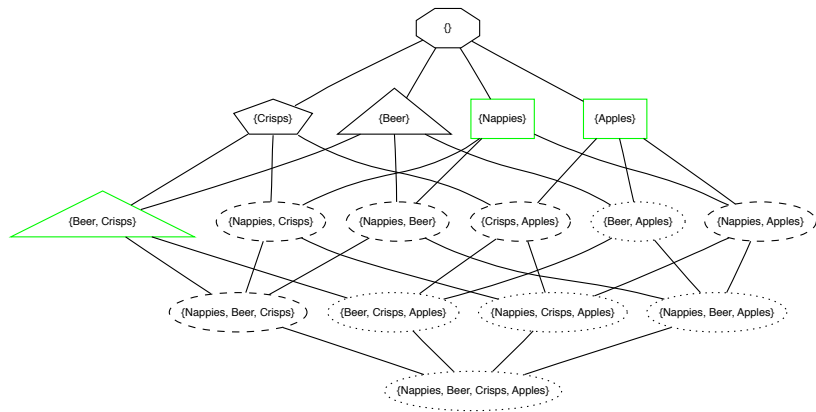 {}
{Crisps}
{Beer}
{Nappies}
{Apples}
{Beer, Crisps}
{Nappies, Crisps}
{Nappies, Beer}
{Crisps, Apples}
{Beer, Apples}
{Nappies, Apples}
{Nappies, Beer, Crisps}
{Beer, Crisps, Apples}
{Nappies, Crisps, Apples}
{Nappies, Beer, Apples}
{Nappies, Beer, Crisps, Apples}